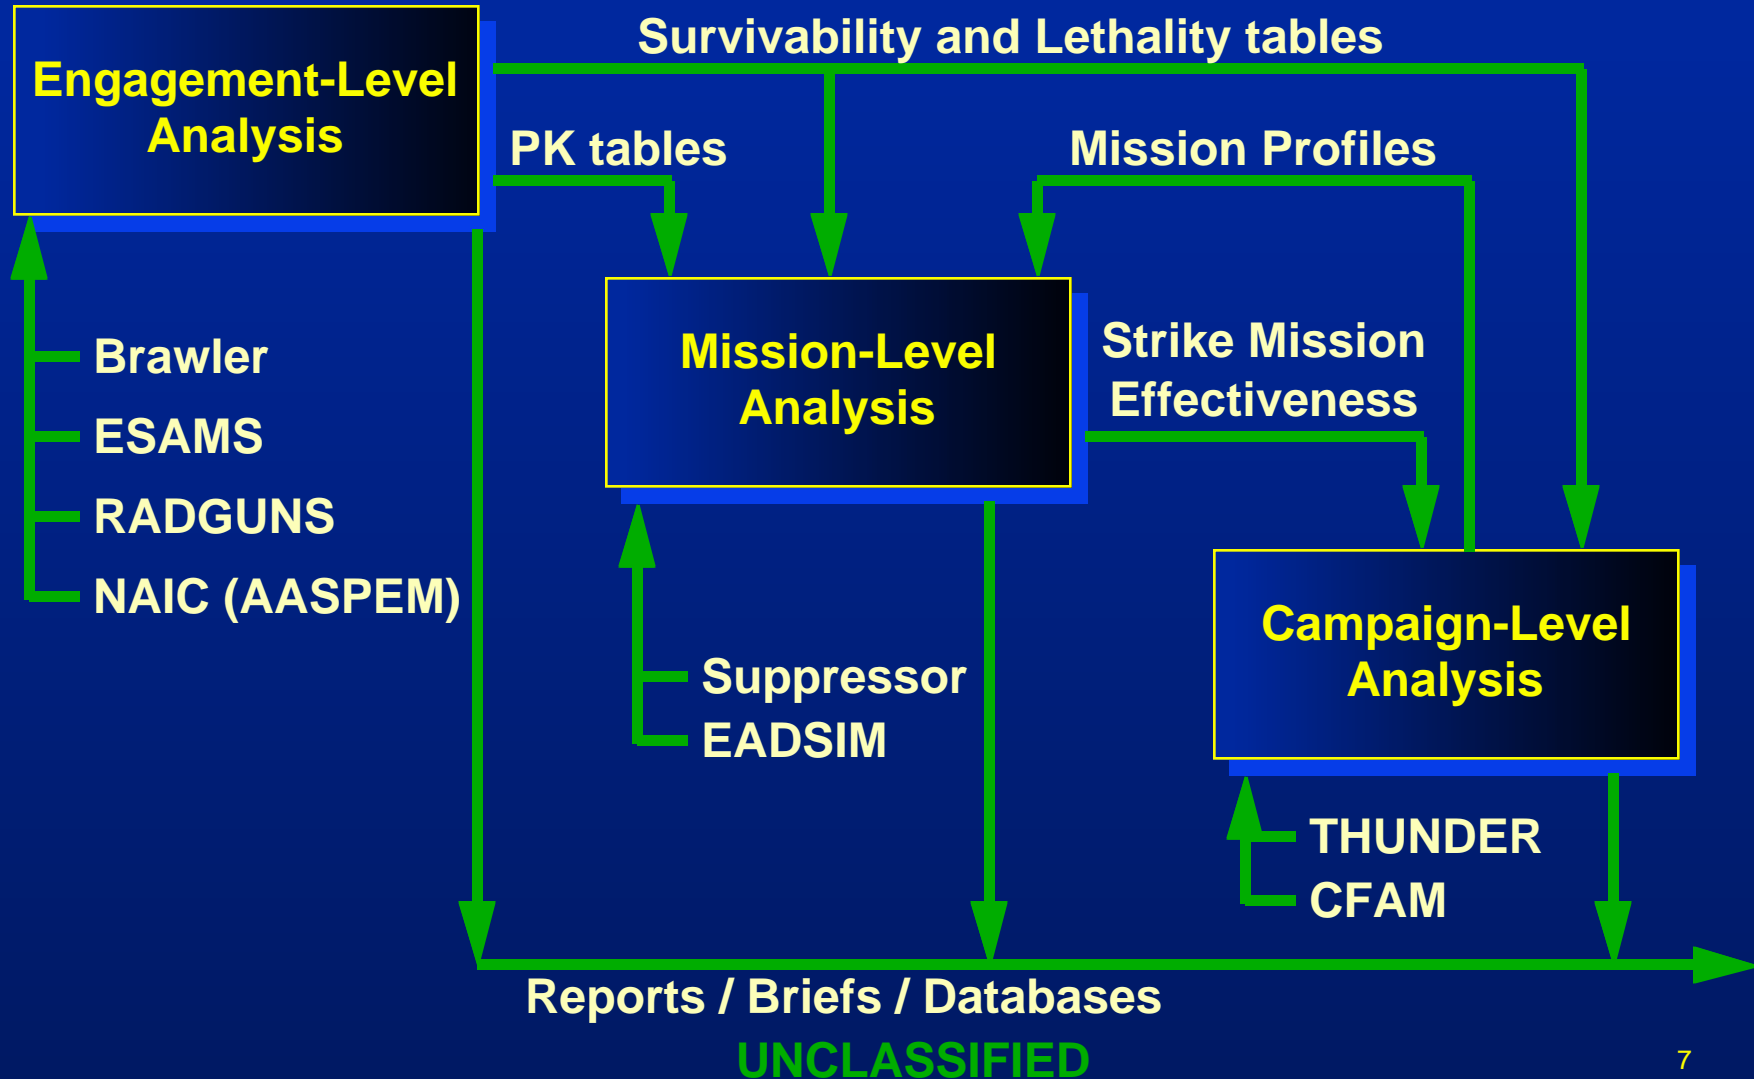 Survivability and Lethality tables
Engagement-Level
Analysis
PK tables
Mission Profiles
Brawler
ESAMS
RADGUNS
NAIC (AASPEM)
Mission-Level
Analysis
Strike Mission
Effectiveness
Suppressor
EADSIM
Campaign-Level
Analysis
THUNDER
CFAM
Reports / Briefs / Databases
UNCLASSIFIED
7